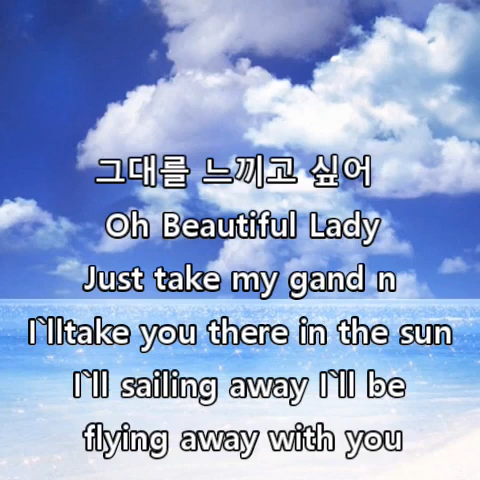 그대를 느끼고 싶어
Oh Beautiful Lady
Just take my gand n
I`lltake you there in the sun
I`ll sailing away I`ll be
flying away with you